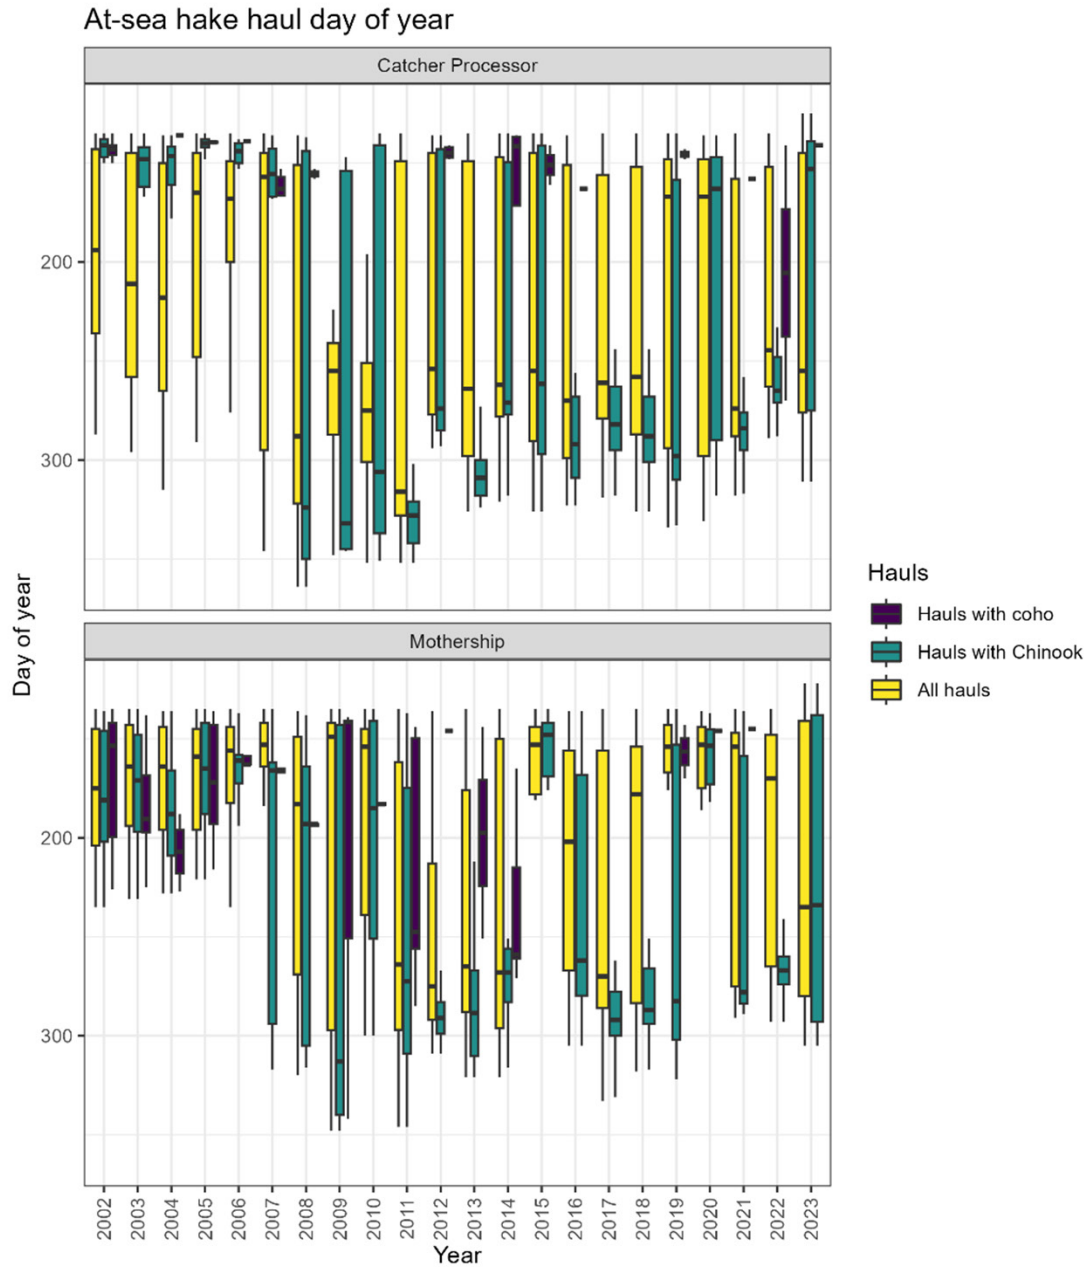 At-sea hake haul day of year
Catcher Processor
200
300
Day of year
Mothership
200
300
2002 2003 2004 2005 2006 2007 2008 2009 2010 2011 2012 2013 2014 2015 2016 2017 2018 2019 2020 2021 2022 2023
Year
Hauls
Hauls with coho
Hauls with Chinook
All hauls